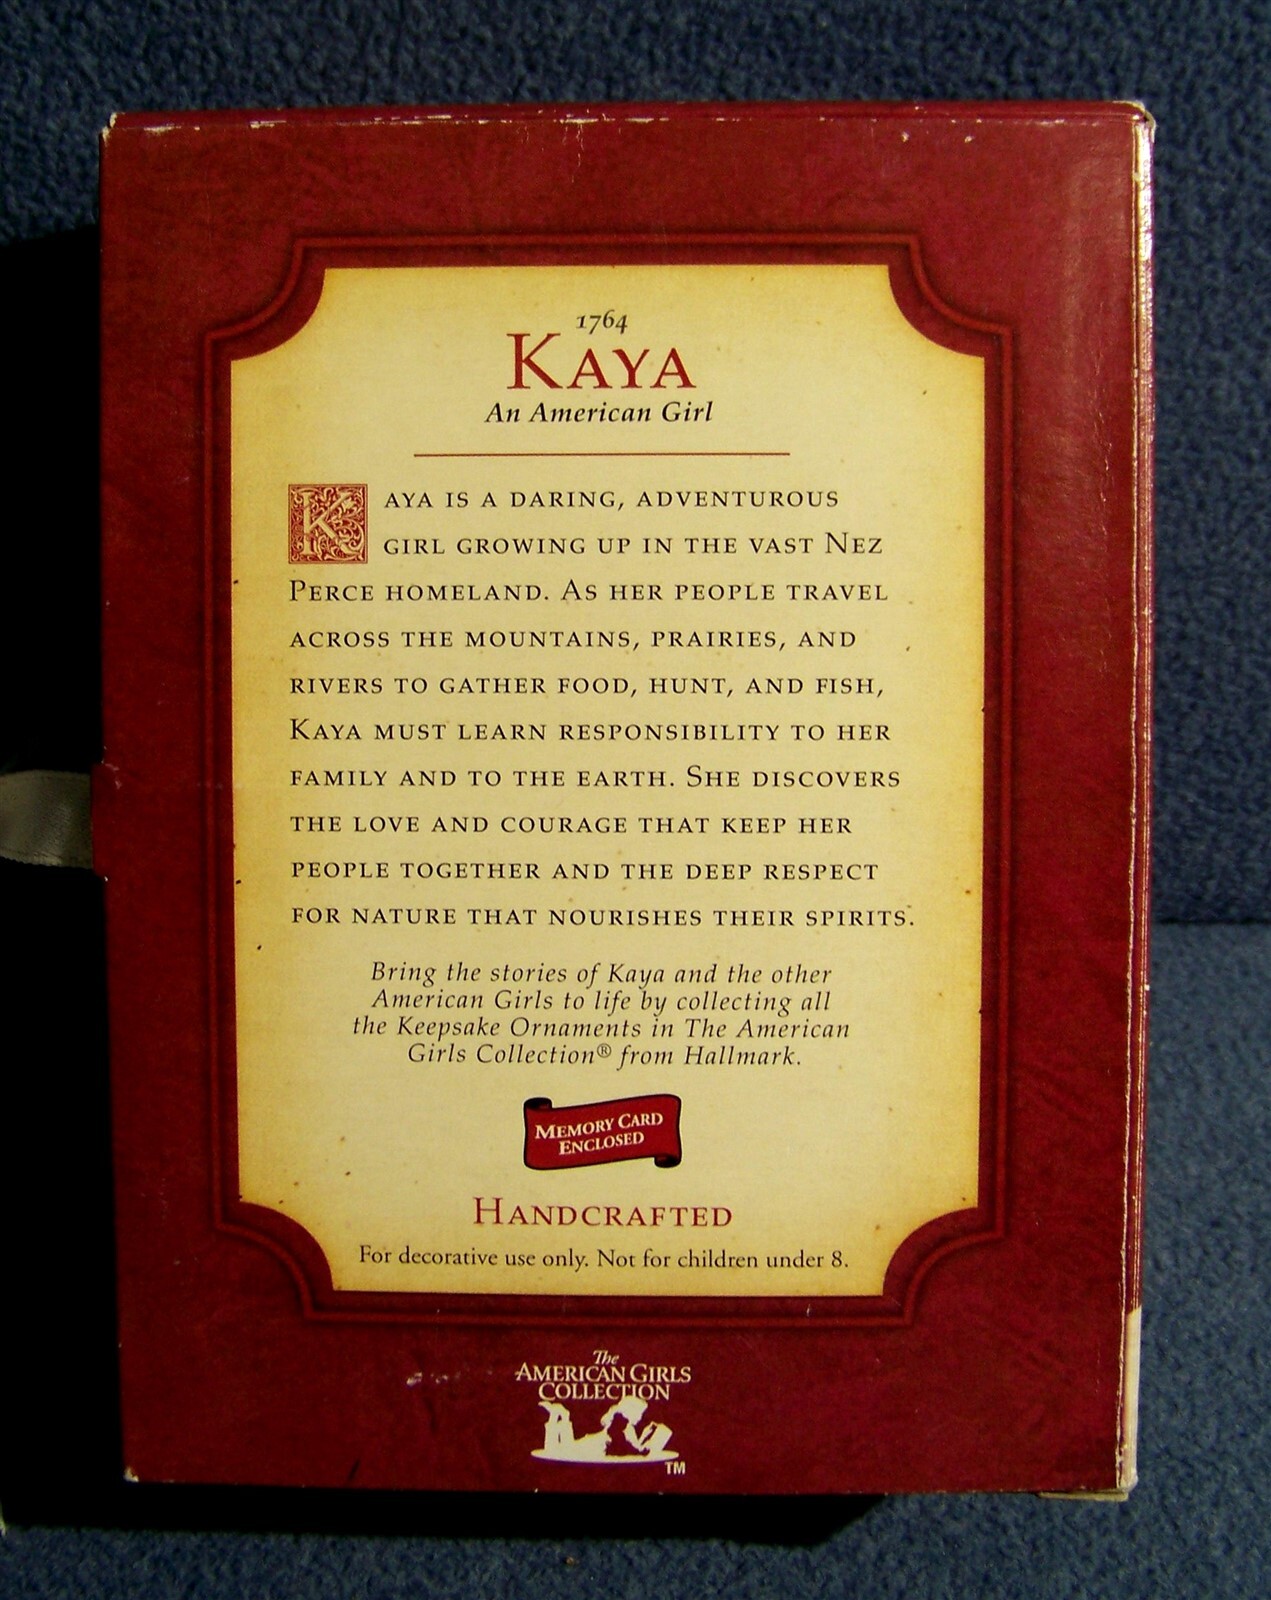 1764
KAYA
An American Girl
KAYA IS A DARING, ADVENTUROUS
GIRL GROWING UP IN THE VAST NEZ
PERCE HOMELAND. AS HER PEOPLE TRAVEL
ACROSS THE MOUNTAINS, PRAIRIES, AND
RIVERS TO GATHER FOOD, HUNT, AND FISH,
KAYA MUST LEARN RESPONSIBILITY TO HER
FAMILY AND TO THE EARTH. SHE DISCOVERS
THE LOVE AND COURAGE THAT KEEP HER
PEOPLE TOGETHER AND THE DEEP RESPECT
FOR NATURE THAT NOURISHES THEIR SPIRITS.
Bring the stories of Kaya and the other
American Girls to life by collecting all
the Keepsake Ornaments in The American
Girls Collection® from Hallmark.
MEMORY CARD
ENCLOSED
HANDCRAFTED
For decorative use only. Not for children under 8.
The
AMERICAN GIRLS
COLLECTION
TM